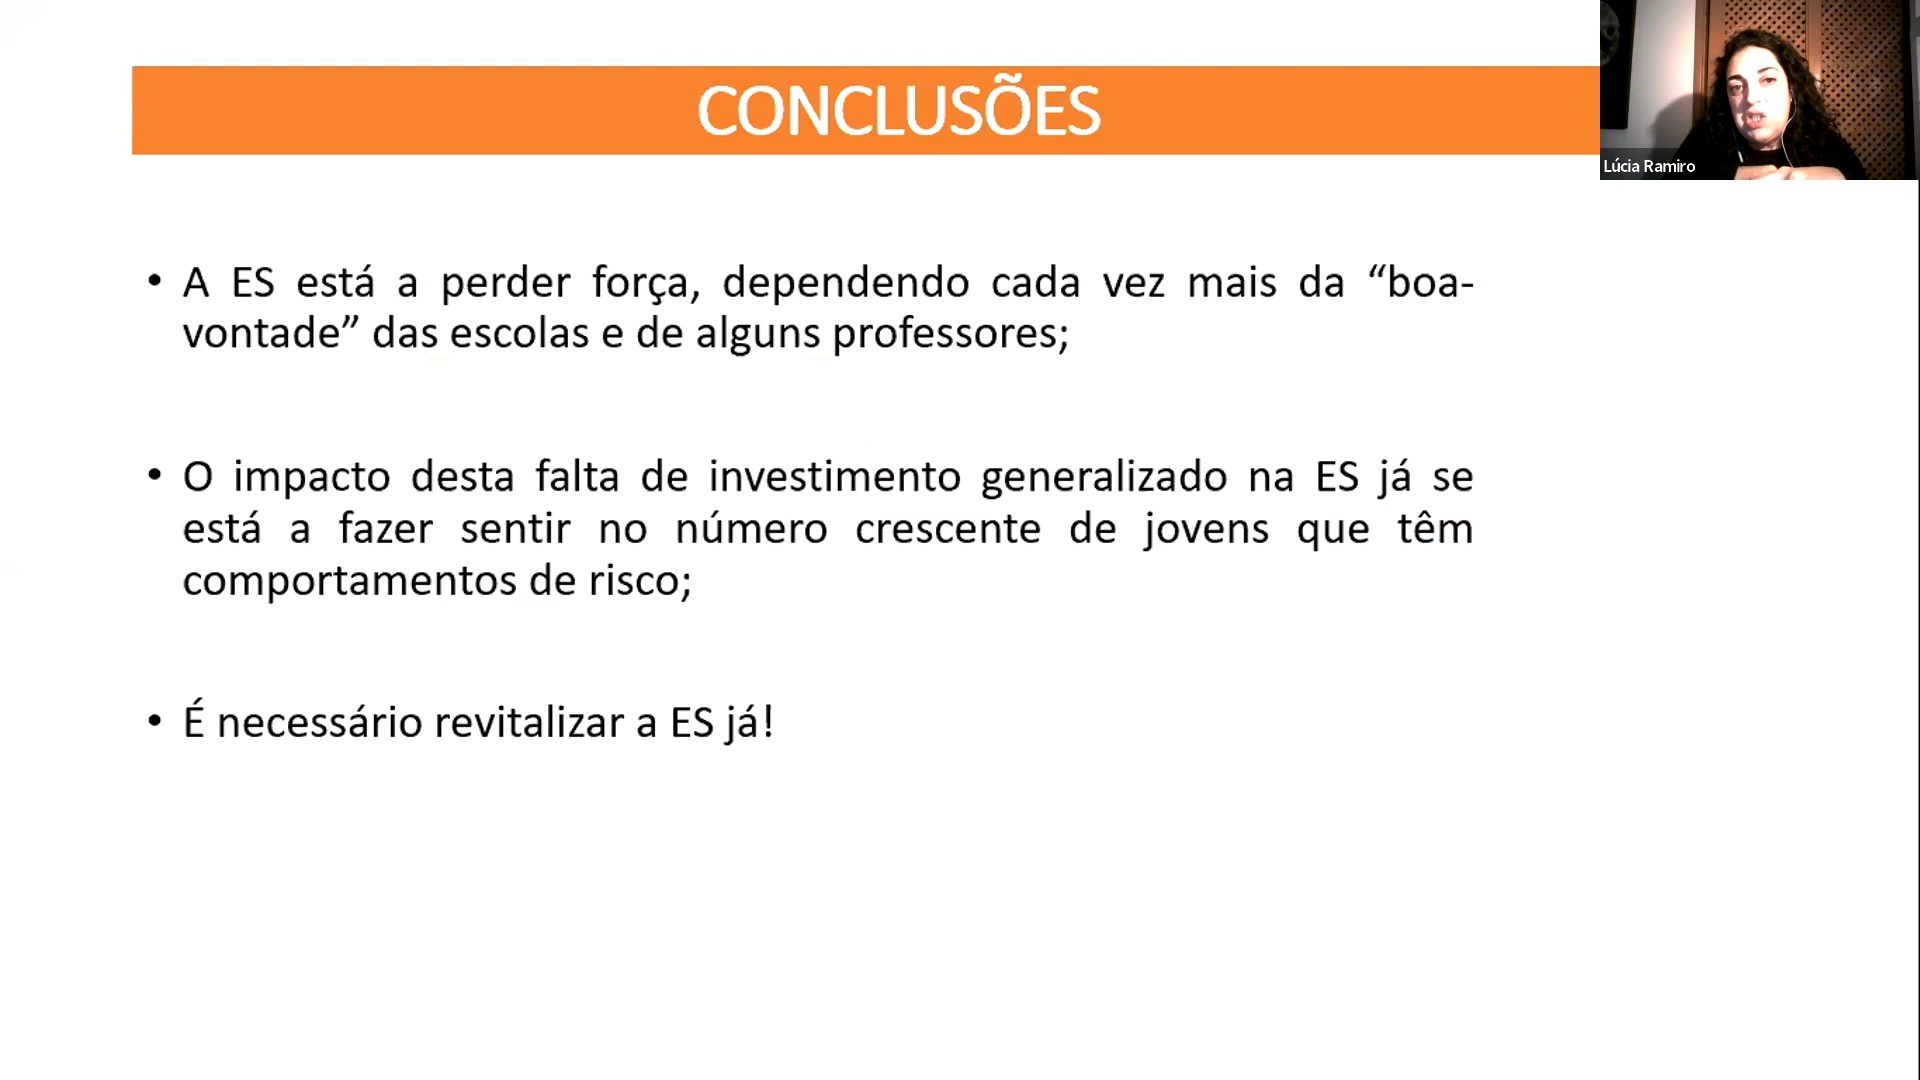 CONCLUSÕES
Lúcia Ramiro
• A ES está a perder força, dependendo cada vez mais da “boa-
vontade” das escolas e de alguns professores;
• O impacto desta falta de investimento generalizado na ES já se
está a fazer sentir no número crescente de jovens que têm
comportamentos de risco;
• É necessário revitalizar a ES já!